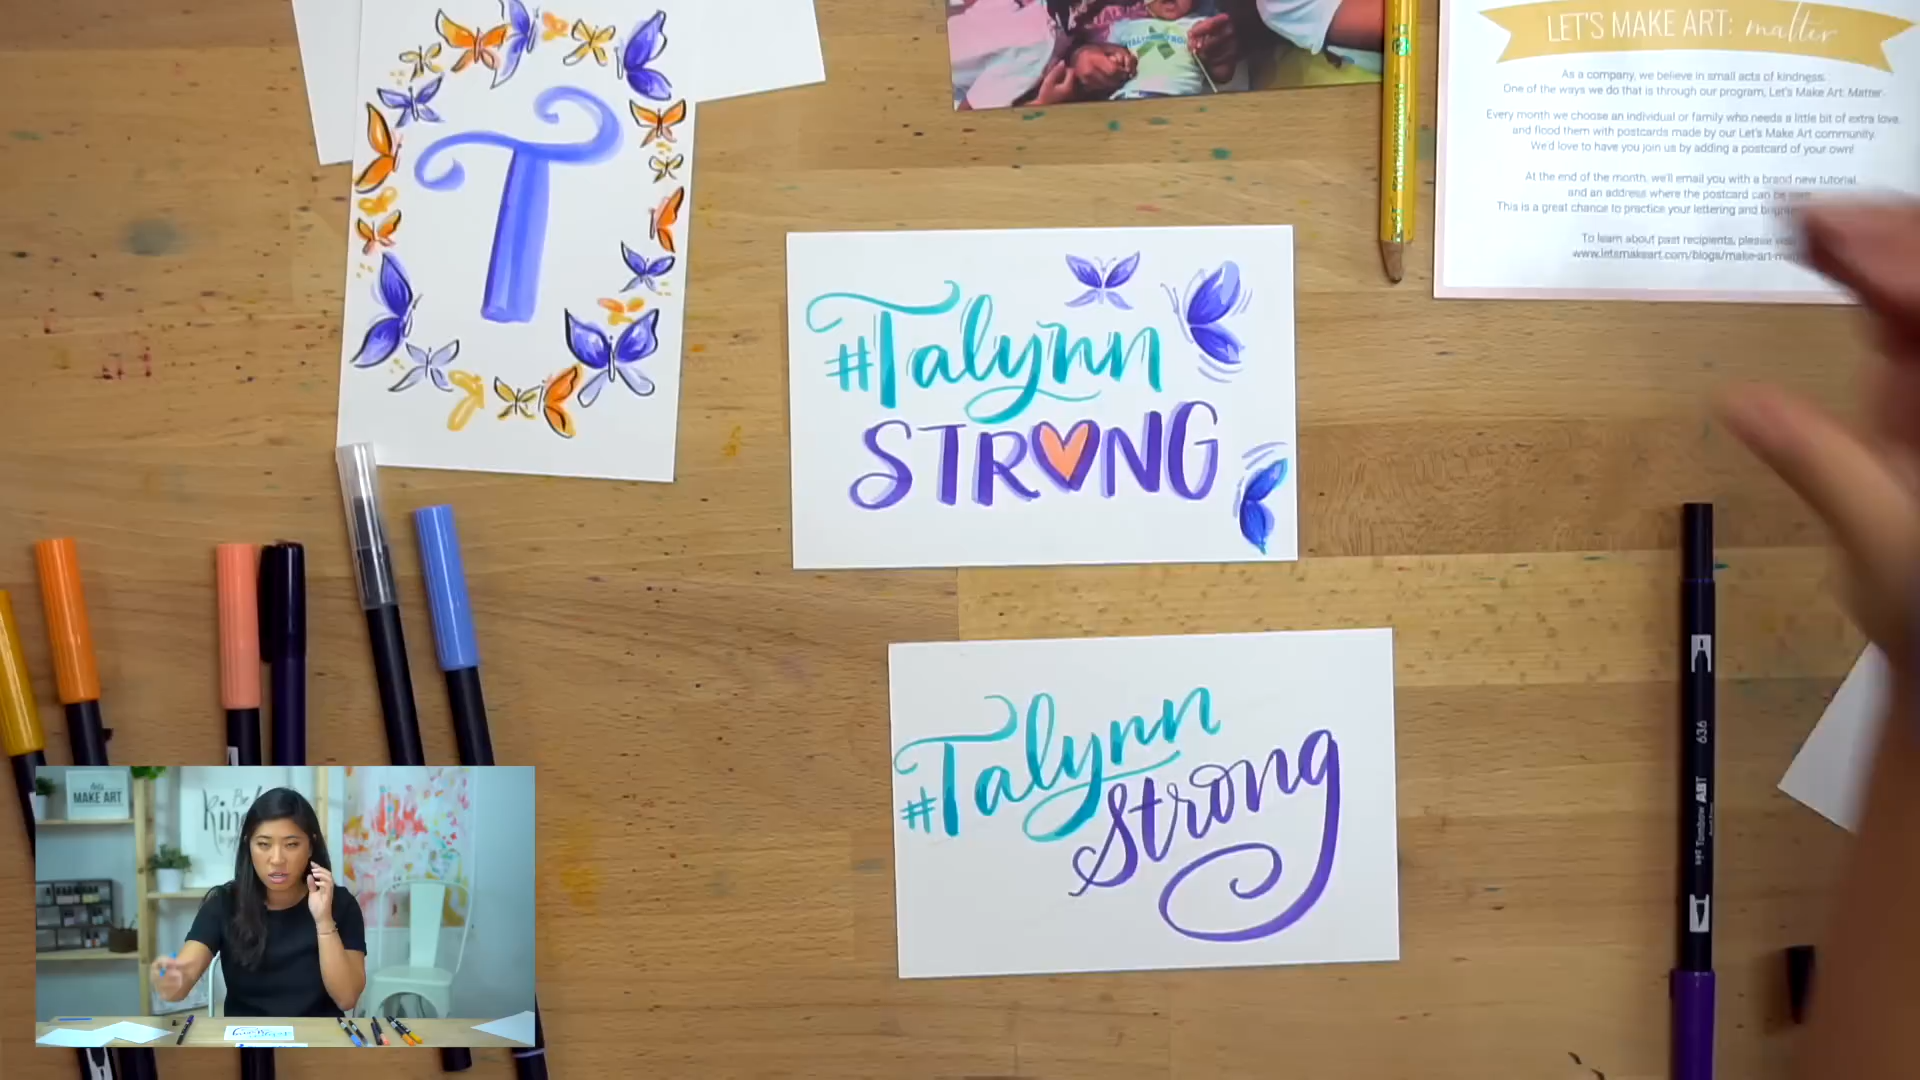 T
LET'S MAKE ART: matter
As a company, we believe in small acts of kindness.
One of the ways we do that is through our program, Let's Make Art: Matter.
Every month we choose an individual or family who needs a little bit of extra love,
and flood them with postcards made by our Let's Make Art community.
We'd love to have you join us by adding a postcard of your own!
At the end of the month, we'll email you with a brand new tutorial,
and an address where the postcard can be
This is a great chance to practice your lettering and
To learn about past recipients, please
www.letsmakeart.com/blogs/make-art-
#Talynn
STRONG
#Talynn
Strong
636
Tombow ABT
MAKE ART